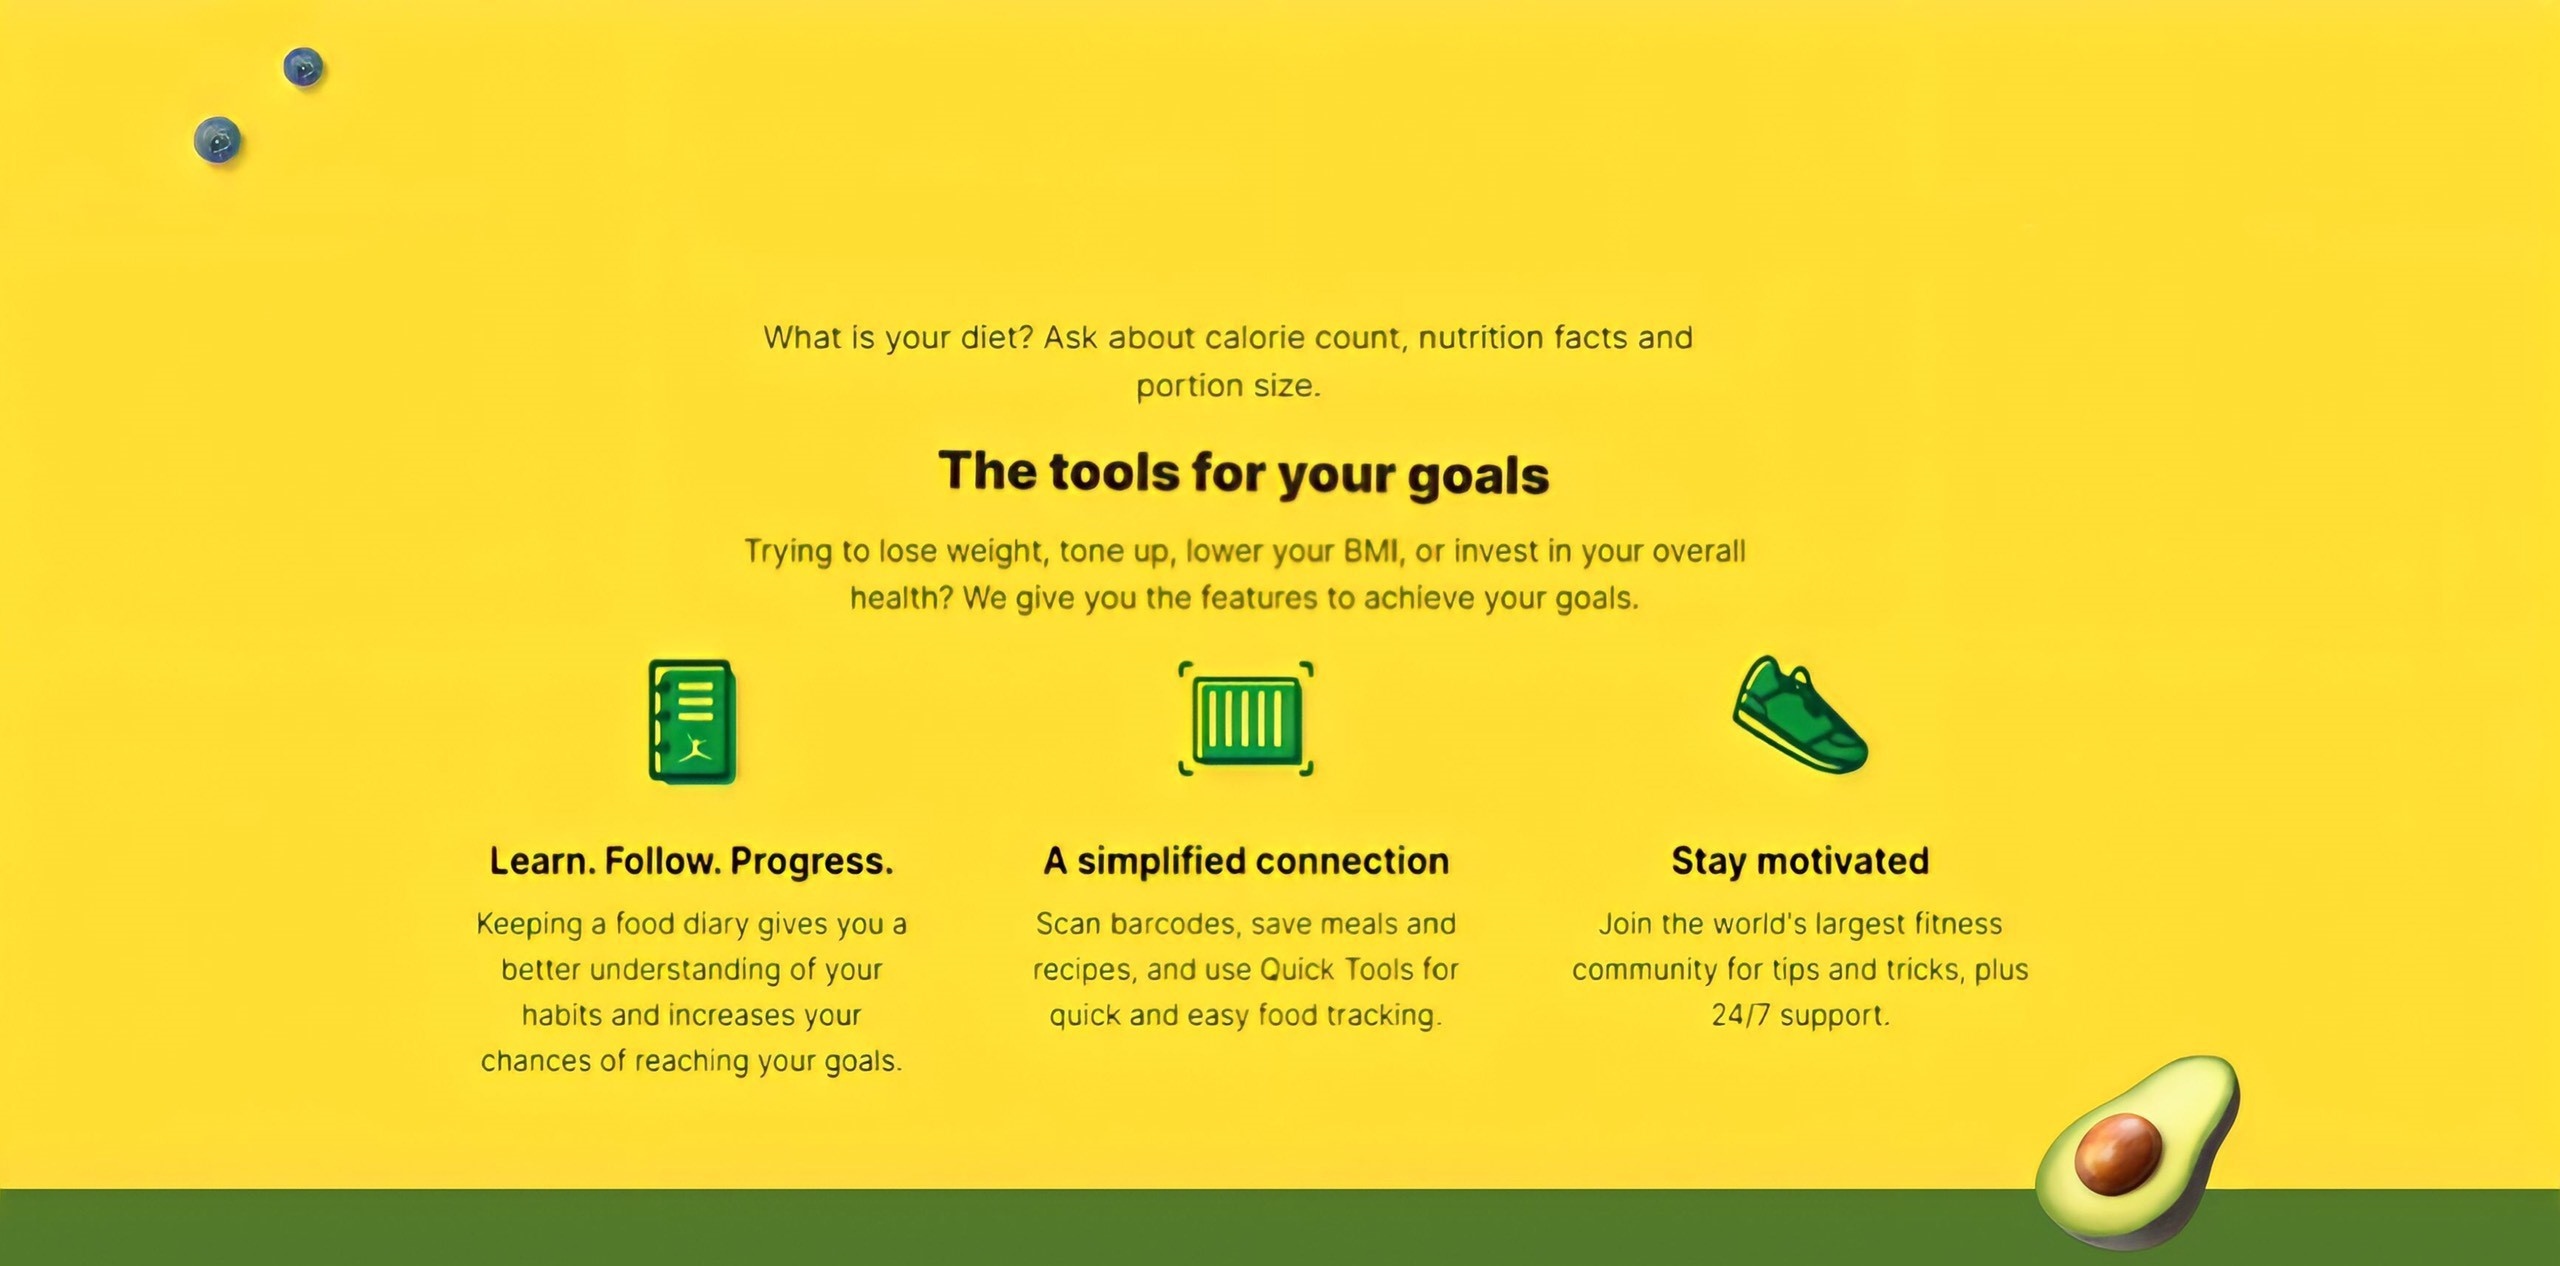 What is your diet? Ask about calorie count, nutrition facts and
portion size.
The tools for your goals
Trying to lose weight, tone up, lower your BMI, or invest in your overall
health? We give you the features to achieve your goals.
Learn. Follow. Progress.
Keeping a food diary gives you a
better understanding of your
habits and increases your
chances of reaching your goals.
A simplified connection
Scan barcodes, save meals and
recipes, and use Quick Tools for
quick and easy food tracking.
Stay motivated
Join the world's largest fitness
community for tips and tricks, plus
24/7 support.